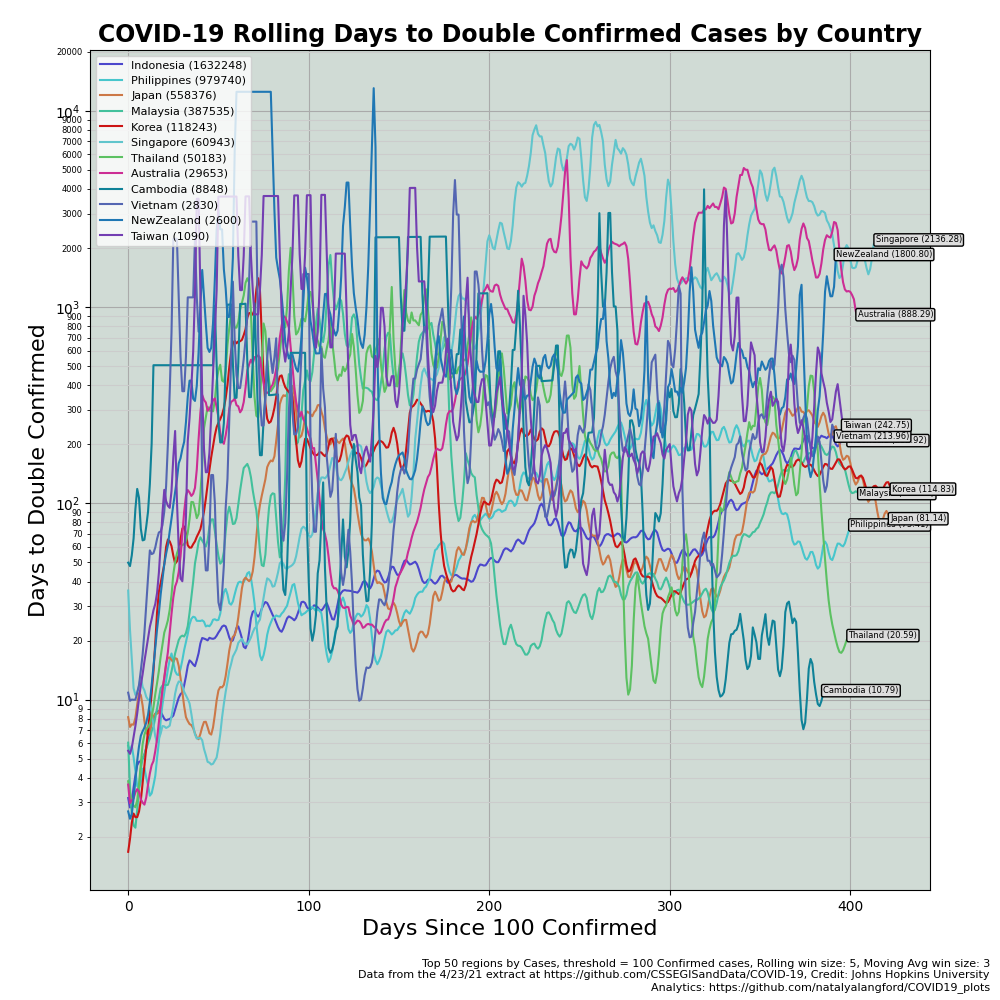 COVID-19 Rolling Days to Double Confirmed Cases by Country
Days to Double Confirmed
20000
10^4
9000
8000
7000
6000
5000
4000
3000
2000
10^3
900
800
700
600
500
400
300
200
10^2
90
80
70
60
50
40
30
20
10^1
9
8
7
6
5
4
3
2
Indonesia (1632248)
Philippines (979740)
Japan (558376)
Malaysia (387535)
Korea (118243)
Singapore (60943)
Thailand (50183)
Australia (29653)
Cambodia (8848)
Vietnam (2830)
NewZealand (2600)
Taiwan (1090)
Singapore (2136.28)
NewZealand (1800.80)
Australia (888.29)
Taiwan (242.75)
Vietnam (213.96)
92)
Korea (114.83)
Malays
Japan (81.14)
Philippines
Thailand (20.59)
Cambodia (10.79)
0 100 200 300 400
Days Since 100 Confirmed
Top 50 regions by Cases, threshold = 100 Confirmed cases, Rolling win size: 5, Moving Avg win size: 3
Data from the 4/23/21 extract at https://github.com/CSSEGISandData/COVID-19, Credit: Johns Hopkins University
Analytics: https://github.com/natalyalangford/COVID19_plots